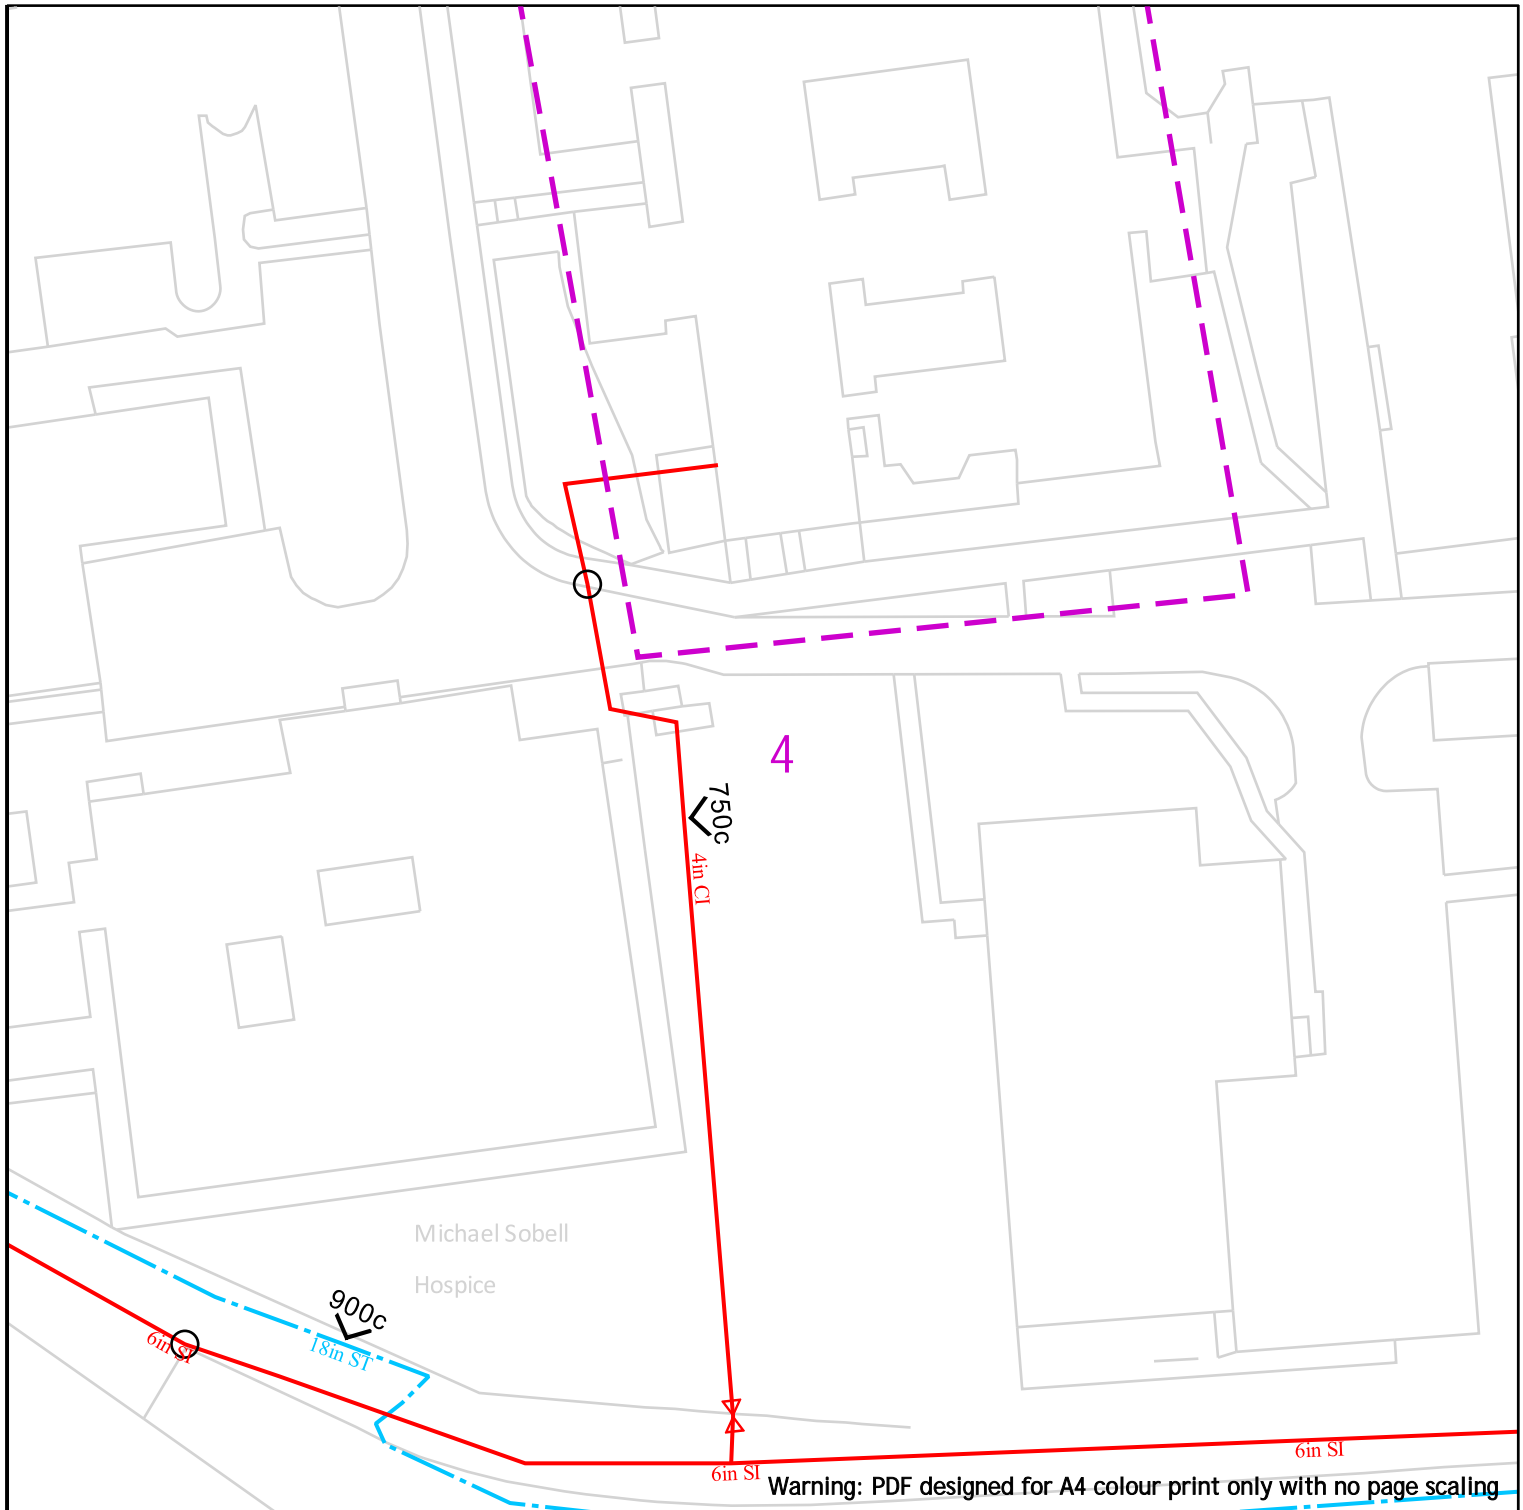 4
750c
4in CI
Michael Sobell
Hospice
900c
6in SI
18in ST
6in SI
6in SI
Warning: PDF designed for A4 colour print only with no page scaling